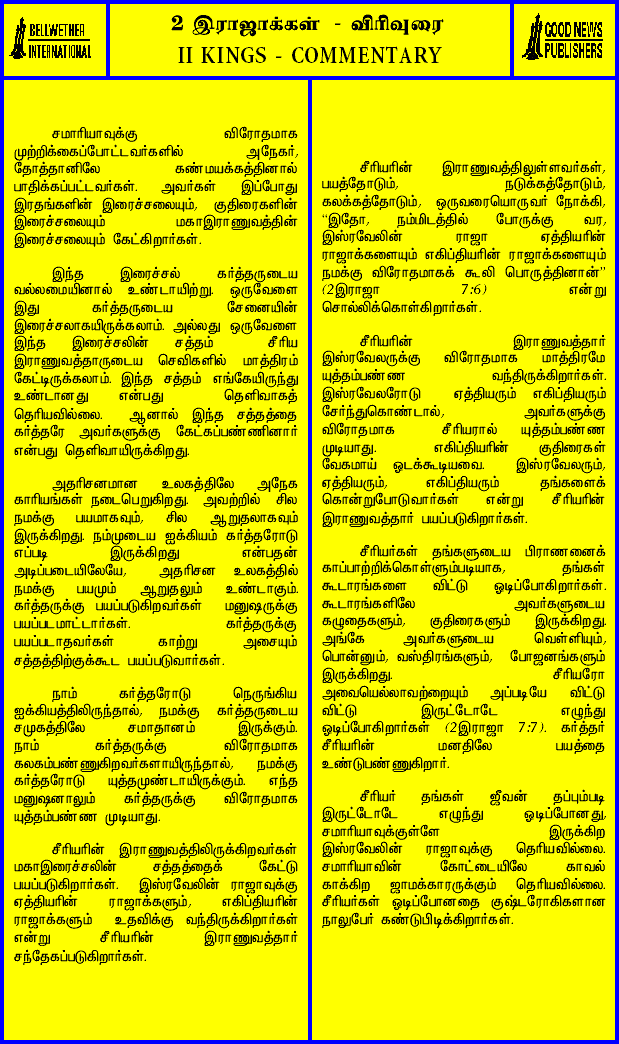 BELLWETHER
INTERNATIONAL
2 இராஜாக்கள் - விரிவுரை
II KINGS - COMMENTARY
GOOD NEWS
PUBLISHERS
சமாரியாவுக்கு விரோதமாக
முற்றிக்கைப்போட்டவர்களில் அநேகர்,
தோத்தானிலே கண்மயக்கத்தினால்
பாதிக்கப்பட்டவர்கள். அவர்கள் இப்போது
இரதங்களின் இரைச்சலையும், குதிரைகளின்
இரைச்சலையும் மகாஇராணுவத்தின்
இரைச்சலையும் கேட்கிறார்கள்.
இந்த இரைச்சல் கர்த்தருடைய
வல்லமையினால் உண்டாயிற்று. ஒருவேளை
இது கர்த்தருடைய சேனையின்
இரைச்சலாகயிருக்கலாம். அல்லது ஒருவேளை
இந்த இரைச்சலின் சத்தம் சீரிய
இராணுவத்தாருடைய செவிகளில் மாத்திரம்
கேட்டிருக்கலாம். இந்த சத்தம் எங்கேயிருந்து
உண்டானது என்பது தெளிவாகத்
தெரியவில்லை. ஆனால் இந்த சத்தத்தை
கர்த்தரே அவர்களுக்கு கேட்கப்பண்ணினார்
என்பது தெளிவாயிருக்கிறது.
அதரிசனமான உலகத்திலே அநேக
காரியங்கள் நடைபெறுகிறது. அவற்றில் சில
நமக்கு பயமாகவும், சில ஆறுதலாகவும்
இருக்கிறது. நம்முடைய ஐக்கியம் கர்த்தரோடு
எப்படி இருக்கிறது என்பதன்
அடிப்படையிலேயே, அதரிசன உலகத்தில்
நமக்கு பயமும் ஆறுதலும் உண்டாகும்.
கர்த்தருக்கு பயப்படுகிறவர்கள் மனுஷருக்கு
பயப்படமாட்டார்கள். கர்த்தருக்கு
பயப்படாதவர்கள் காற்று அசையும்
சத்தத்திற்குக்கூட பயப்படுவார்கள்.
நாம் கர்த்தரோடு நெருங்கிய
ஐக்கியத்திலிருந்தால், நமக்கு கர்த்தருடைய
சமுகத்திலே சமாதானம் இருக்கும்.
நாம் கர்த்தருக்கு விரோதமாக
கலகம்பண்ணுகிறவர்களாயிருந்தால், நமக்கு
கர்த்தரோடு யுத்தமுண்டாயிருக்கும். எந்த
மனுஷனாலும் கர்த்தருக்கு விரோதமாக
யுத்தம்பண்ண முடியாது.
சீரியரின் இராணுவத்திலிருக்கிறவர்கள்
மகாஇரைச்சலின் சத்தத்தைக் கேட்டு
பயப்படுகிறார்கள். இஸ்ரவேலின் ராஜாவுக்கு
ஏத்தியரின் ராஜாக்களும், எகிப்தியரின்
ராஜாக்களும் உதவிக்கு வந்திருக்கிறார்கள்
என்று சீரியரின் இராணுவத்தார்
சந்தேகப்படுகிறார்கள்.
சீரியரின் இராணுவத்திலுள்ளவர்கள்,
பயத்தோடும், நடுக்கத்தோடும்,
கலக்கத்தோடும், ஒருவரையொருவர் நோக்கி,
"இதோ, நம்மிடத்தில் போருக்கு வர,
இஸ்ரவேலின் ராஜா ஏத்தியரின்
ராஜாக்களையும் எகிப்தியரின் ராஜாக்களையும்
நமக்கு விரோதமாகக் கூலி பொருத்தினான்"
(2இராஜா 7:6) என்று
சொல்லிக்கொள்கிறார்கள்.
சீரியரின் இராணுவத்தார்
இஸ்ரவேலருக்கு விரோதமாக மாத்திரமே
யுத்தம்பண்ண வந்திருக்கிறார்கள்.
இஸ்ரவேலரோடு ஏத்தியரும் எகிப்தியரும்
சேர்ந்துகொண்டால், அவர்களுக்கு
விரோதமாக சீரியரால் யுத்தம்பண்ண
முடியாது. எகிப்தியரின் குதிரைகள்
வேகமாய் ஓடக்கூடியவை. இஸ்ரவேலரும்,
ஏத்தியரும், எகிப்தியரும் தங்களைக்
கொன்றுபோடுவார்கள் என்று சீரியரின்
இராணுவத்தார் பயப்படுகிறார்கள்.
சீரியர்கள் தங்களுடைய பிராணனைக்
காப்பாற்றிக்கொள்ளும்படியாக, தங்கள்
கூடாரங்களை விட்டு ஓடிப்போகிறார்கள்.
கூடாரங்களிலே அவர்களுடைய
கழுதைகளும், குதிரைகளும் இருக்கிறது.
அங்கே அவர்களுடைய வெள்ளியும்,
பொன்னும், வஸ்திரங்களும், போஜனங்களும்
இருக்கிறது. சீரியரோ
அவையெல்லாவற்றையும் அப்படியே விட்டு
விட்டு இருட்டோடே எழுந்து
ஓடிப்போகிறார்கள் (2இராஜா 7:7). கர்த்தர்
சீரியரின் மனதிலே பயத்தை
உண்டுபண்ணுகிறார்.
சீரியர் தங்கள் ஜீவன் தப்பும்படி
இருட்டோடே எழுந்து ஓடிப்போனது,
சமாரியாவுக்குள்ளே இருக்கிற
இஸ்ரவேலின் ராஜாவுக்கு தெரியவில்லை.
சமாரியாவின் கோட்டையிலே காவல்
காக்கிற ஜாமக்காரருக்கும் தெரியவில்லை.
சீரியர்கள் ஓடிப்போனதை குஷ்டரோகிகளான
நாலுபேர் கண்டுபிடிக்கிறார்கள்.